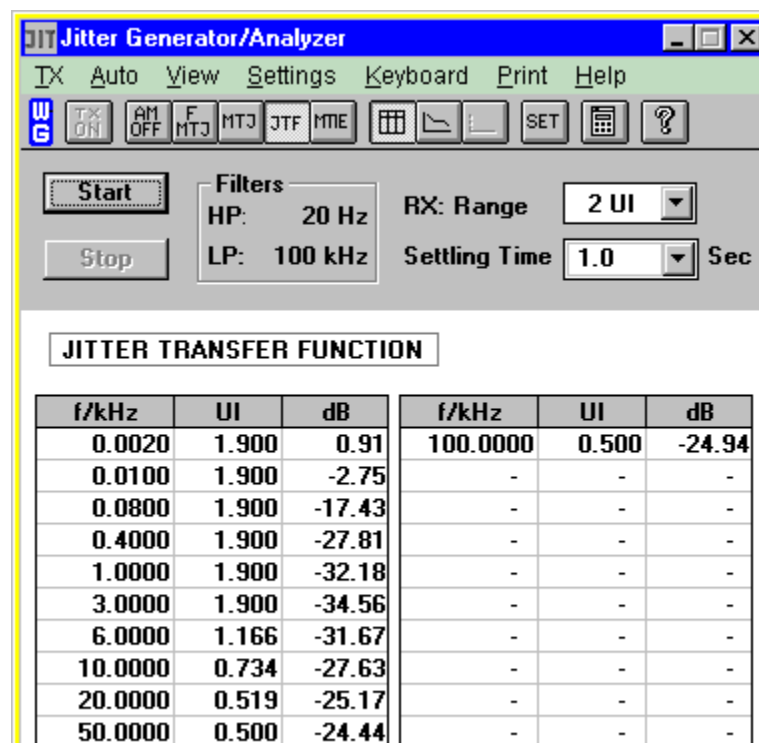 JIT Jitter Generator/Analyzer
TX Auto View Settings Keyboard Print Help
WG TX ON AM OFF F MTJ MTJ JTF MTIE SET ?
Start
Stop
Filters
HP: 20 Hz
LP: 100 kHz
RX: Range 2 UI
Settling Time 1.0 Sec
JITTER TRANSFER FUNCTION
f/kHz UI dB f/kHz UI dB
0.0020 1.900 0.91 100.0000 0.500 -24.94
0.0100 1.900 -2.75 - - -
0.0800 1.900 -17.43 - - -
0.4000 1.900 -27.81 - - -
1.0000 1.900 -32.18 - - -
3.0000 1.900 -34.56 - - -
6.0000 1.166 -31.67 - - -
10.0000 0.734 -27.63 - - -
20.0000 0.519 -25.17 - - -
50.0000 0.500 -24.44 - - -